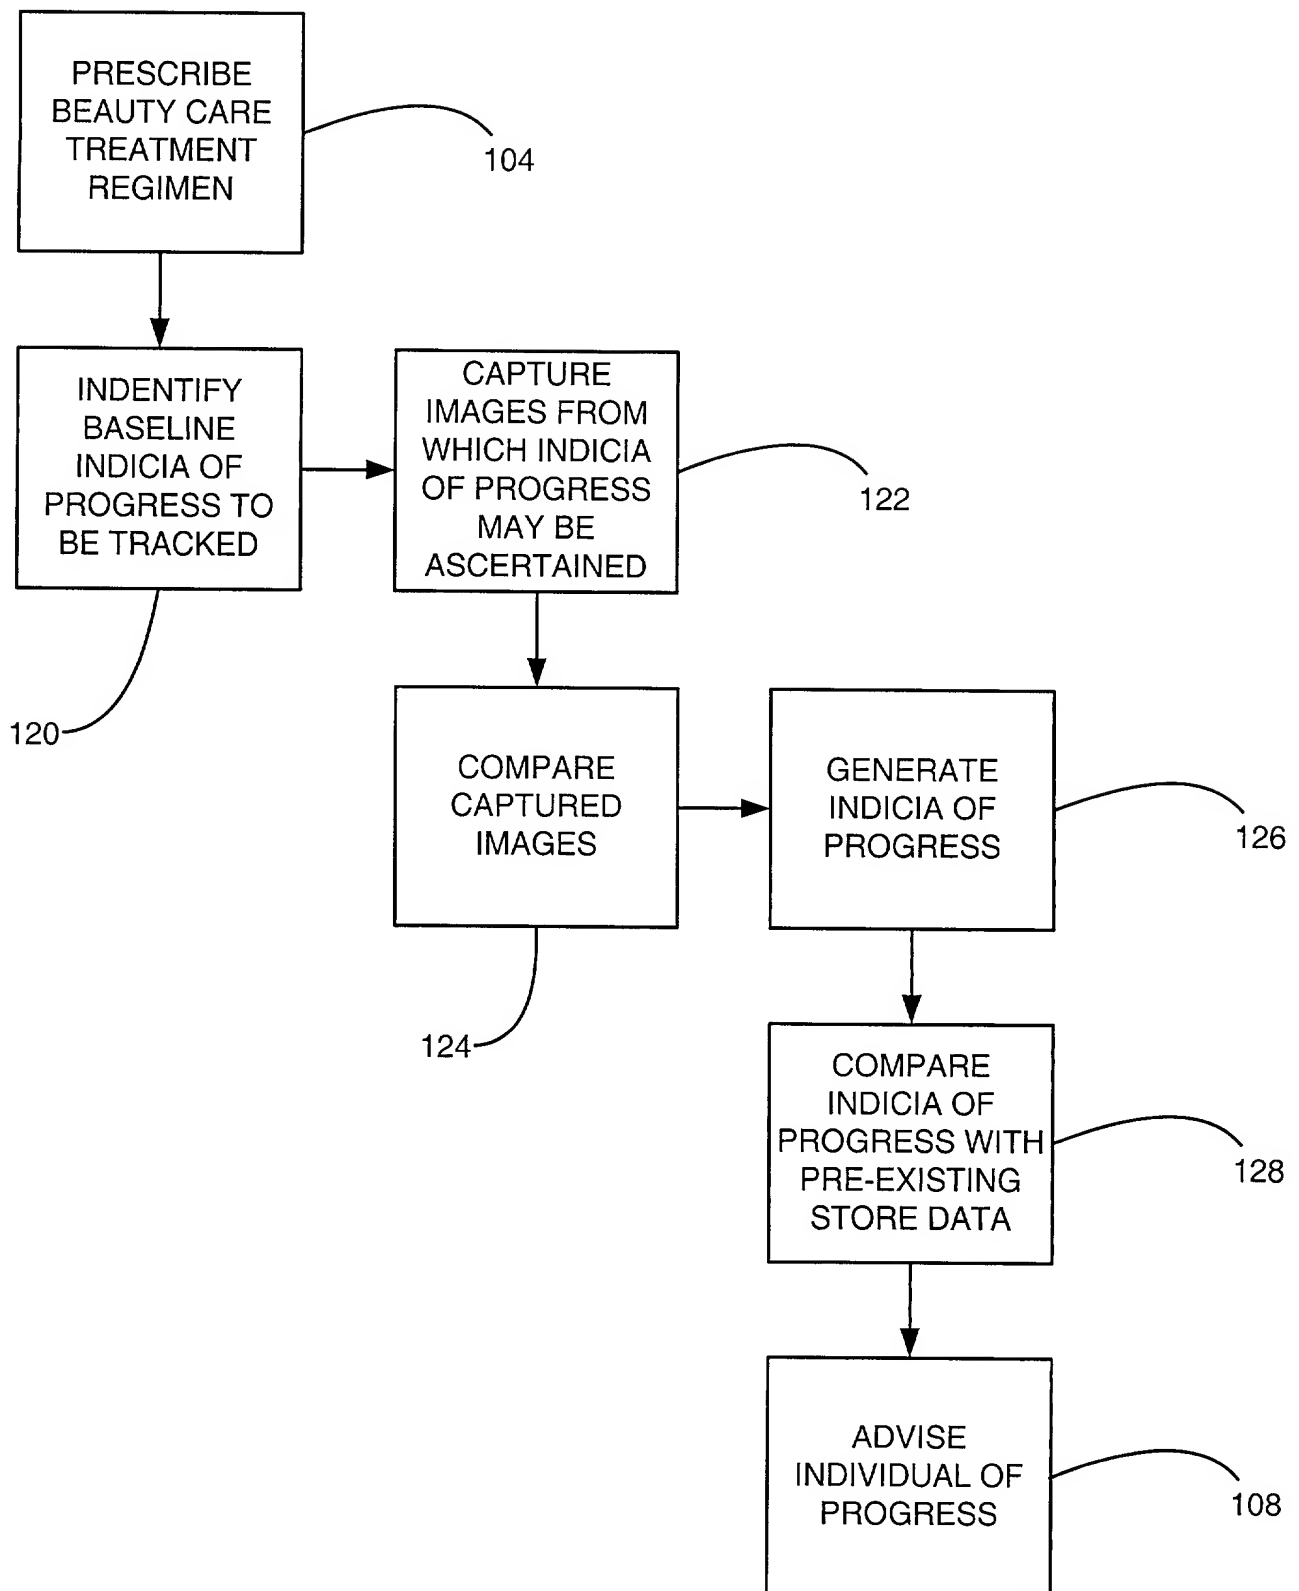 PRESCRIBE
BEAUTY CARE
TREATMENT
REGIMEN
104
INDENTIFY
BASELINE
INDICIA OF
PROGRESS TO
BE TRACKED
120
CAPTURE
IMAGES FROM
WHICH INDICIA
OF PROGRESS
MAY BE
ASCERTAINED
122
COMPARE
CAPTURED
IMAGES
124
GENERATE
INDICIA OF
PROGRESS
126
COMPARE
INDICIA OF
PROGRESS WITH
PRE-EXISTING
STORE DATA
128
ADVISE
INDIVIDUAL OF
PROGRESS
108